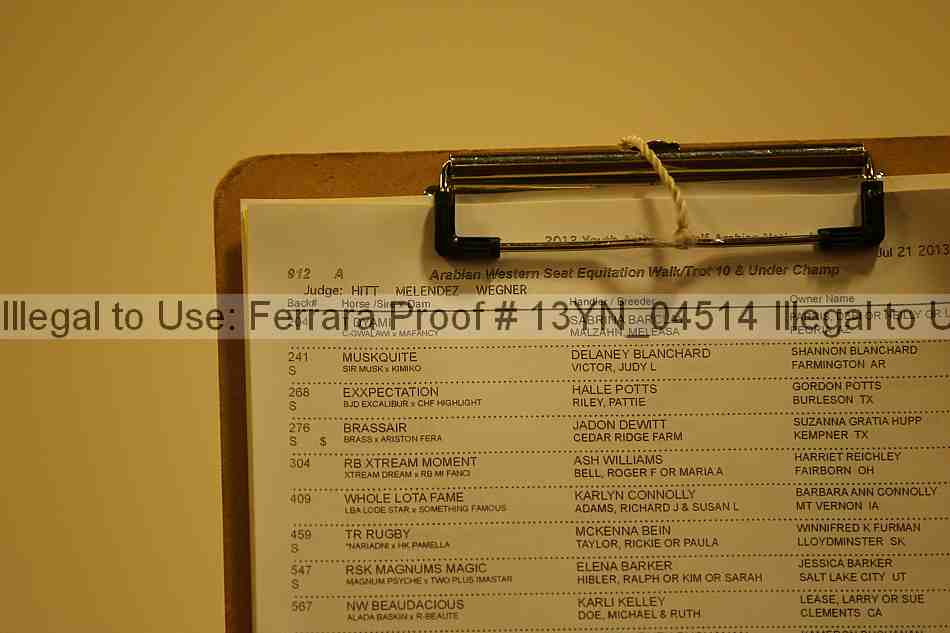 2013 Youth
Jul 21 2013
912 A Arabian Western Seat Equitation Walk/Trot 10 & Under Champ
Judge: HITT MELENDEZ WEGNER
Back# Horse /Sire x Dam Handler / Breeder Owner Name
Illegal to Use: Ferrara Proof # 13YN_04514 Illegal to U
SABRINA
MALZAHN, MELEASA
241 MUSKQUITE DELANEY BLANCHARD SHANNON BLANCHARD
S SIR MUSK x KIMIKO VICTOR, JUDY L FARMINGTON AR
268 EXXPECTATION HALLE POTTS GORDON POTTS
S BJD EXCALIBUR x CHF HIGHLIGHT RILEY, PATTIE BURLESON TX
276 BRASSAIR JADON DEWITT SUZANNA GRATIA HUPP
S $ BRASS x ARISTON FERA CEDAR RIDGE FARM KEMPNER TX
304 RB XTREAM MOMENT ASH WILLIAMS HARRIET REICHLEY
XTREAM DREAM x RB MI FANCI BELL, ROGER F OR MARIA A FAIRBORN OH
409 WHOLE LOTA FAME KARLYN CONNOLLY BARBARA ANN CONNOLLY
LBA LODE STAR x SOMETHING FAMOUS ADAMS, RICHARD J & SUSAN L MT VERNON IA
459 TR RUGBY MCKENNA BEIN WINNIFRED K FURMAN
S *NARIADNI x HK PAMELLA TAYLOR, RICKIE OR PAULA LLOYDMINSTER SK
547 RSK MAGNUMS MAGIC ELENA BARKER JESSICA BARKER
S MAGNUM PSYCHE x TWO PLUS IMASTAR HIBLER, RALPH OR KIM OR SARAH SALT LAKE CITY UT
567 NW BEAUDACIOUS KARLI KELLEY LEASE, LARRY OR SUE
ALADA BASKIN x R-BEAUTE DOE, MICHAEL & RUTH CLEMENTS CA